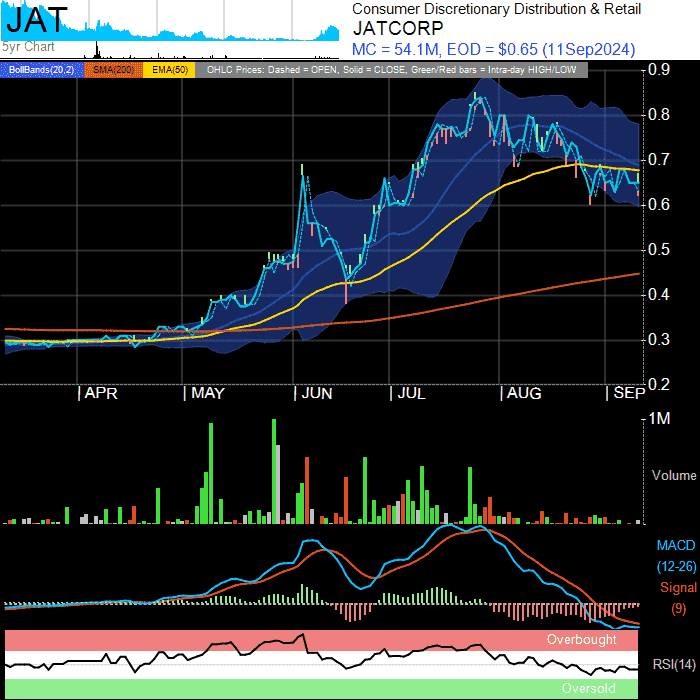 JAT
5yr Chart
Consumer Discretionary Distribution & Retail
JATCORP
MC = 54.1M, EOD = $0.65 (11Sep2024)
BollBands(20,2) SMA(200) EMA(50) OHLC Prices: Dashed = OPEN, Solid = CLOSE, Green/Red bars = Intra-day HIGH/LOW
0.9
0.8
0.7
0.6
0.5
0.4
0.3
0.2
| APR | MAY | JUN | JUL | AUG | SEP
1M
Volume
MACD
(12-26)
Signal
(9)
Overbought
RSI(14)
Oversold